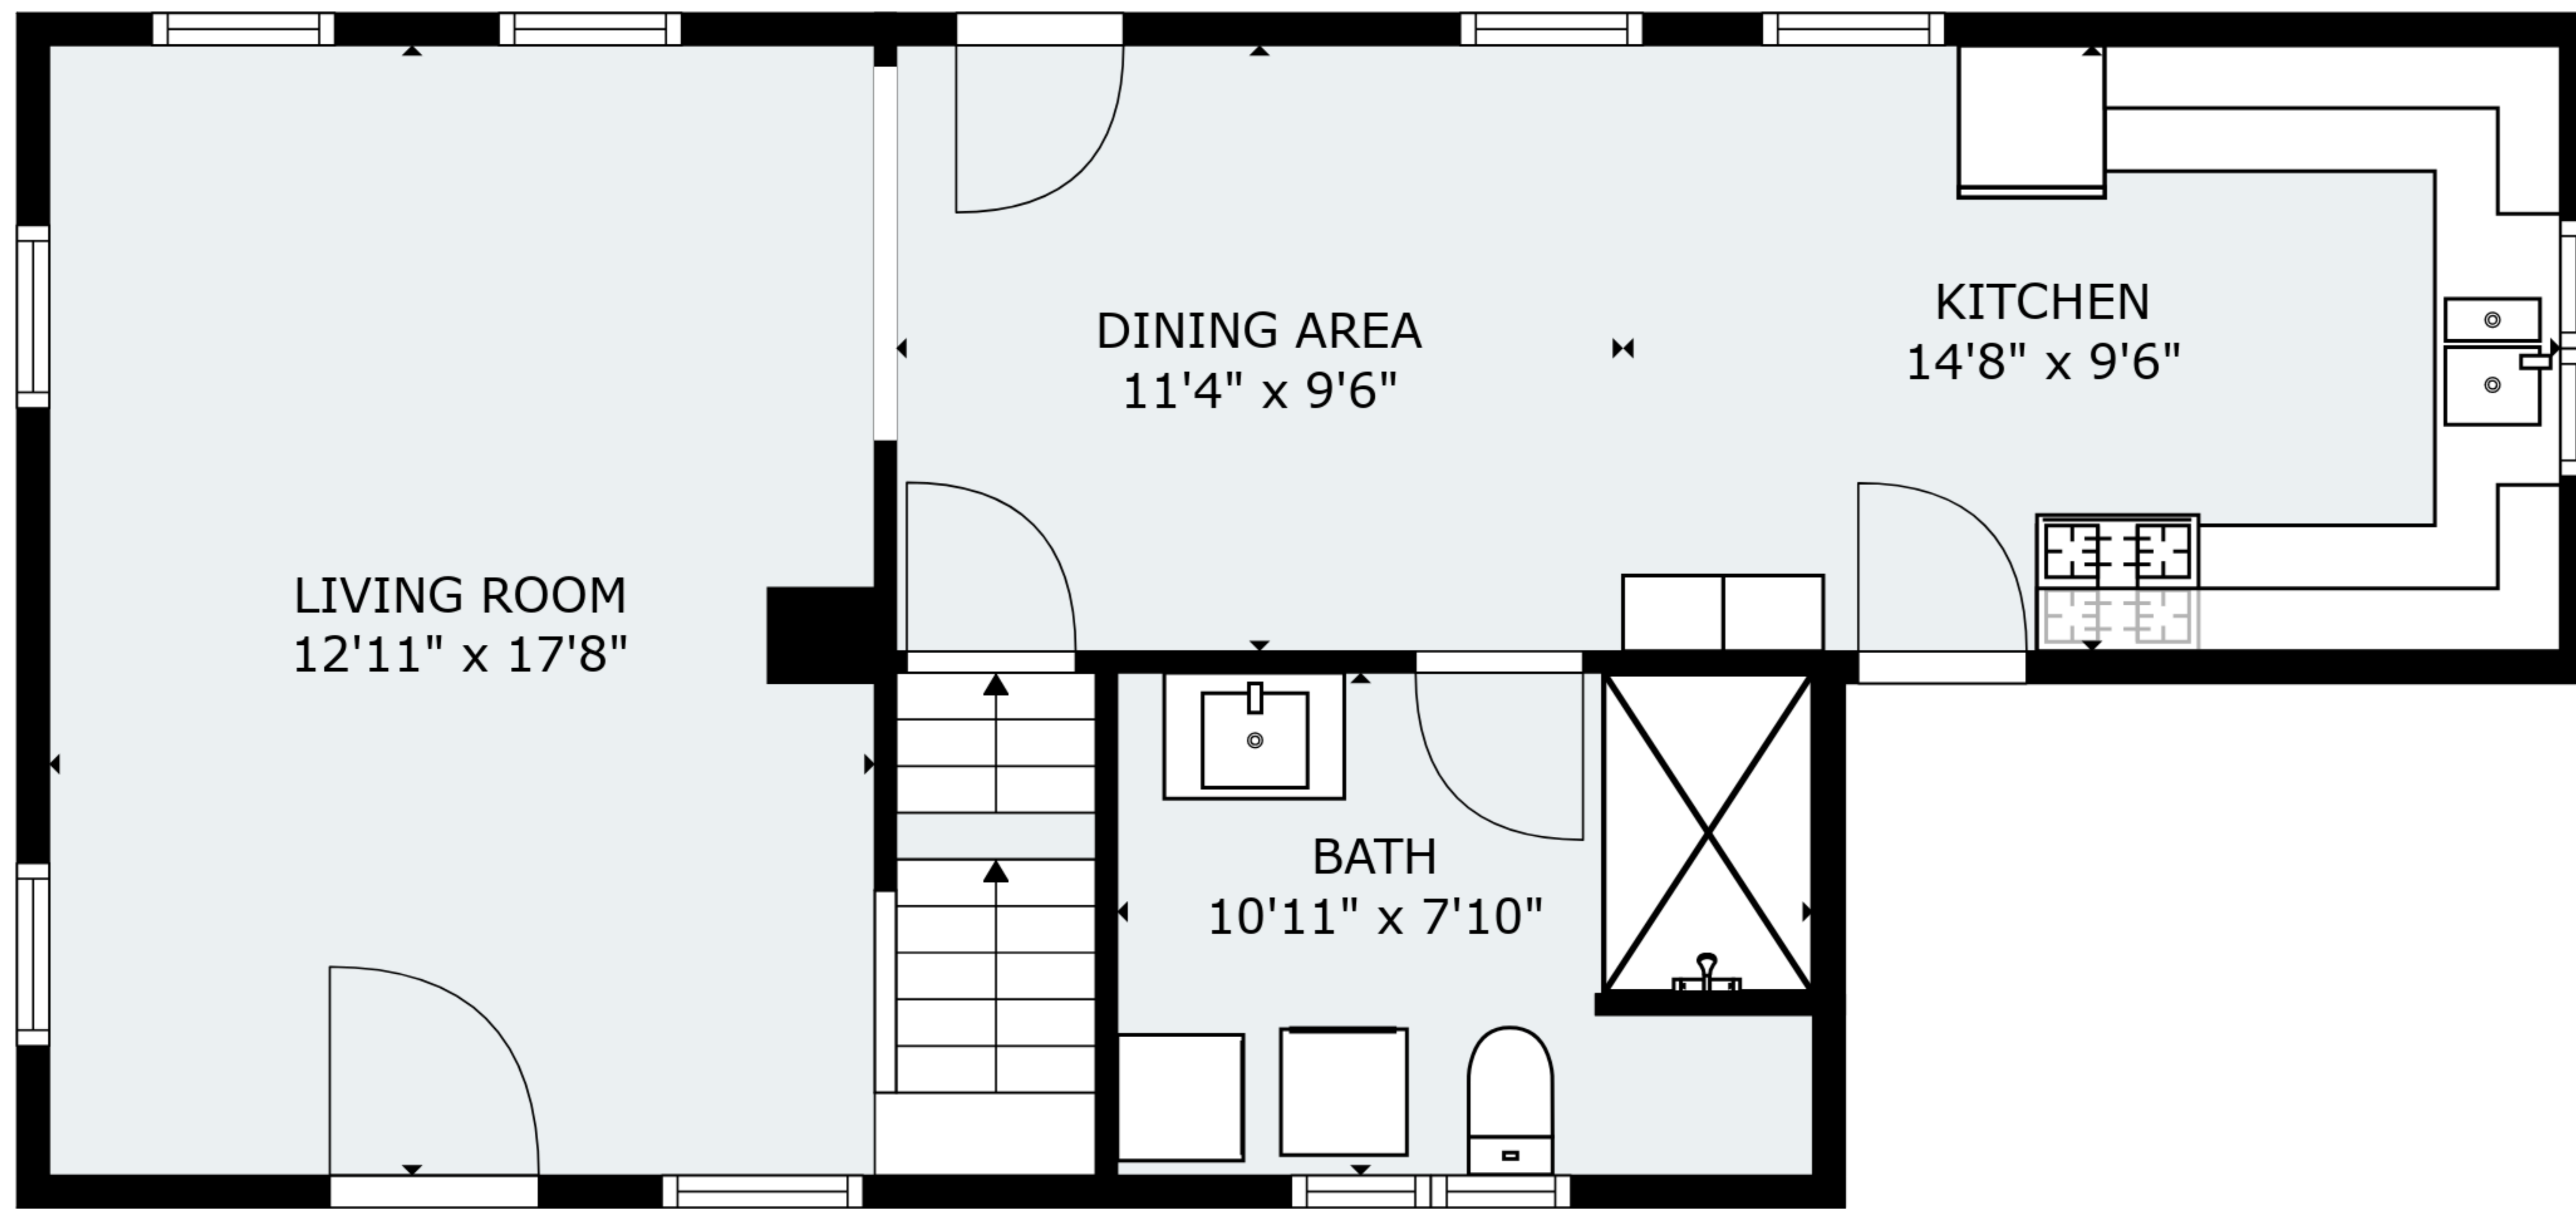 DINING AREA
11'4" x 9'6"
KITCHEN
14'8" x 9'6"
LIVING ROOM
12'11" x 17'8"
BATH
10'11" x 7'10"